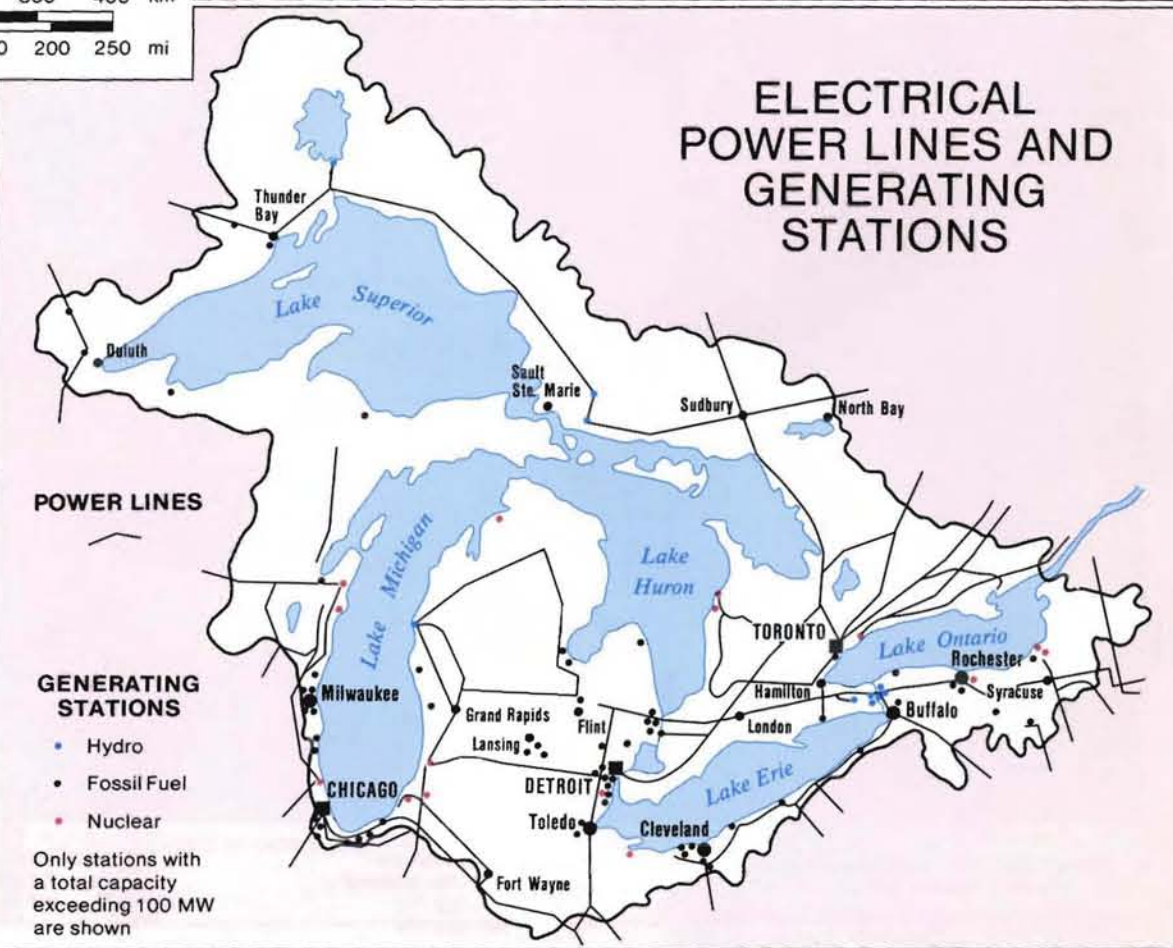 km
0 200 250 mi
ELECTRICAL
POWER LINES AND
GENERATING
STATIONS
Thunder
Bay
Lake Superior
Duluth
Sault
Ste. Marie
Sudbury
North Bay
POWER LINES
Lake Michigan
Lake
Huron
TORONTO
Lake Ontario
Rochester
Hamilton
Syracuse
GENERATING
STATIONS
Milwaukee
Grand Rapids
Flint
London
Buffalo
Hydro
Lansing
Fossil Fuel
CHICAGO
DETROIT
Lake Erie
Nuclear
Toledo
Cleveland
Only stations with
a total capacity
exceeding 100 MW
are shown
Fort Wayne